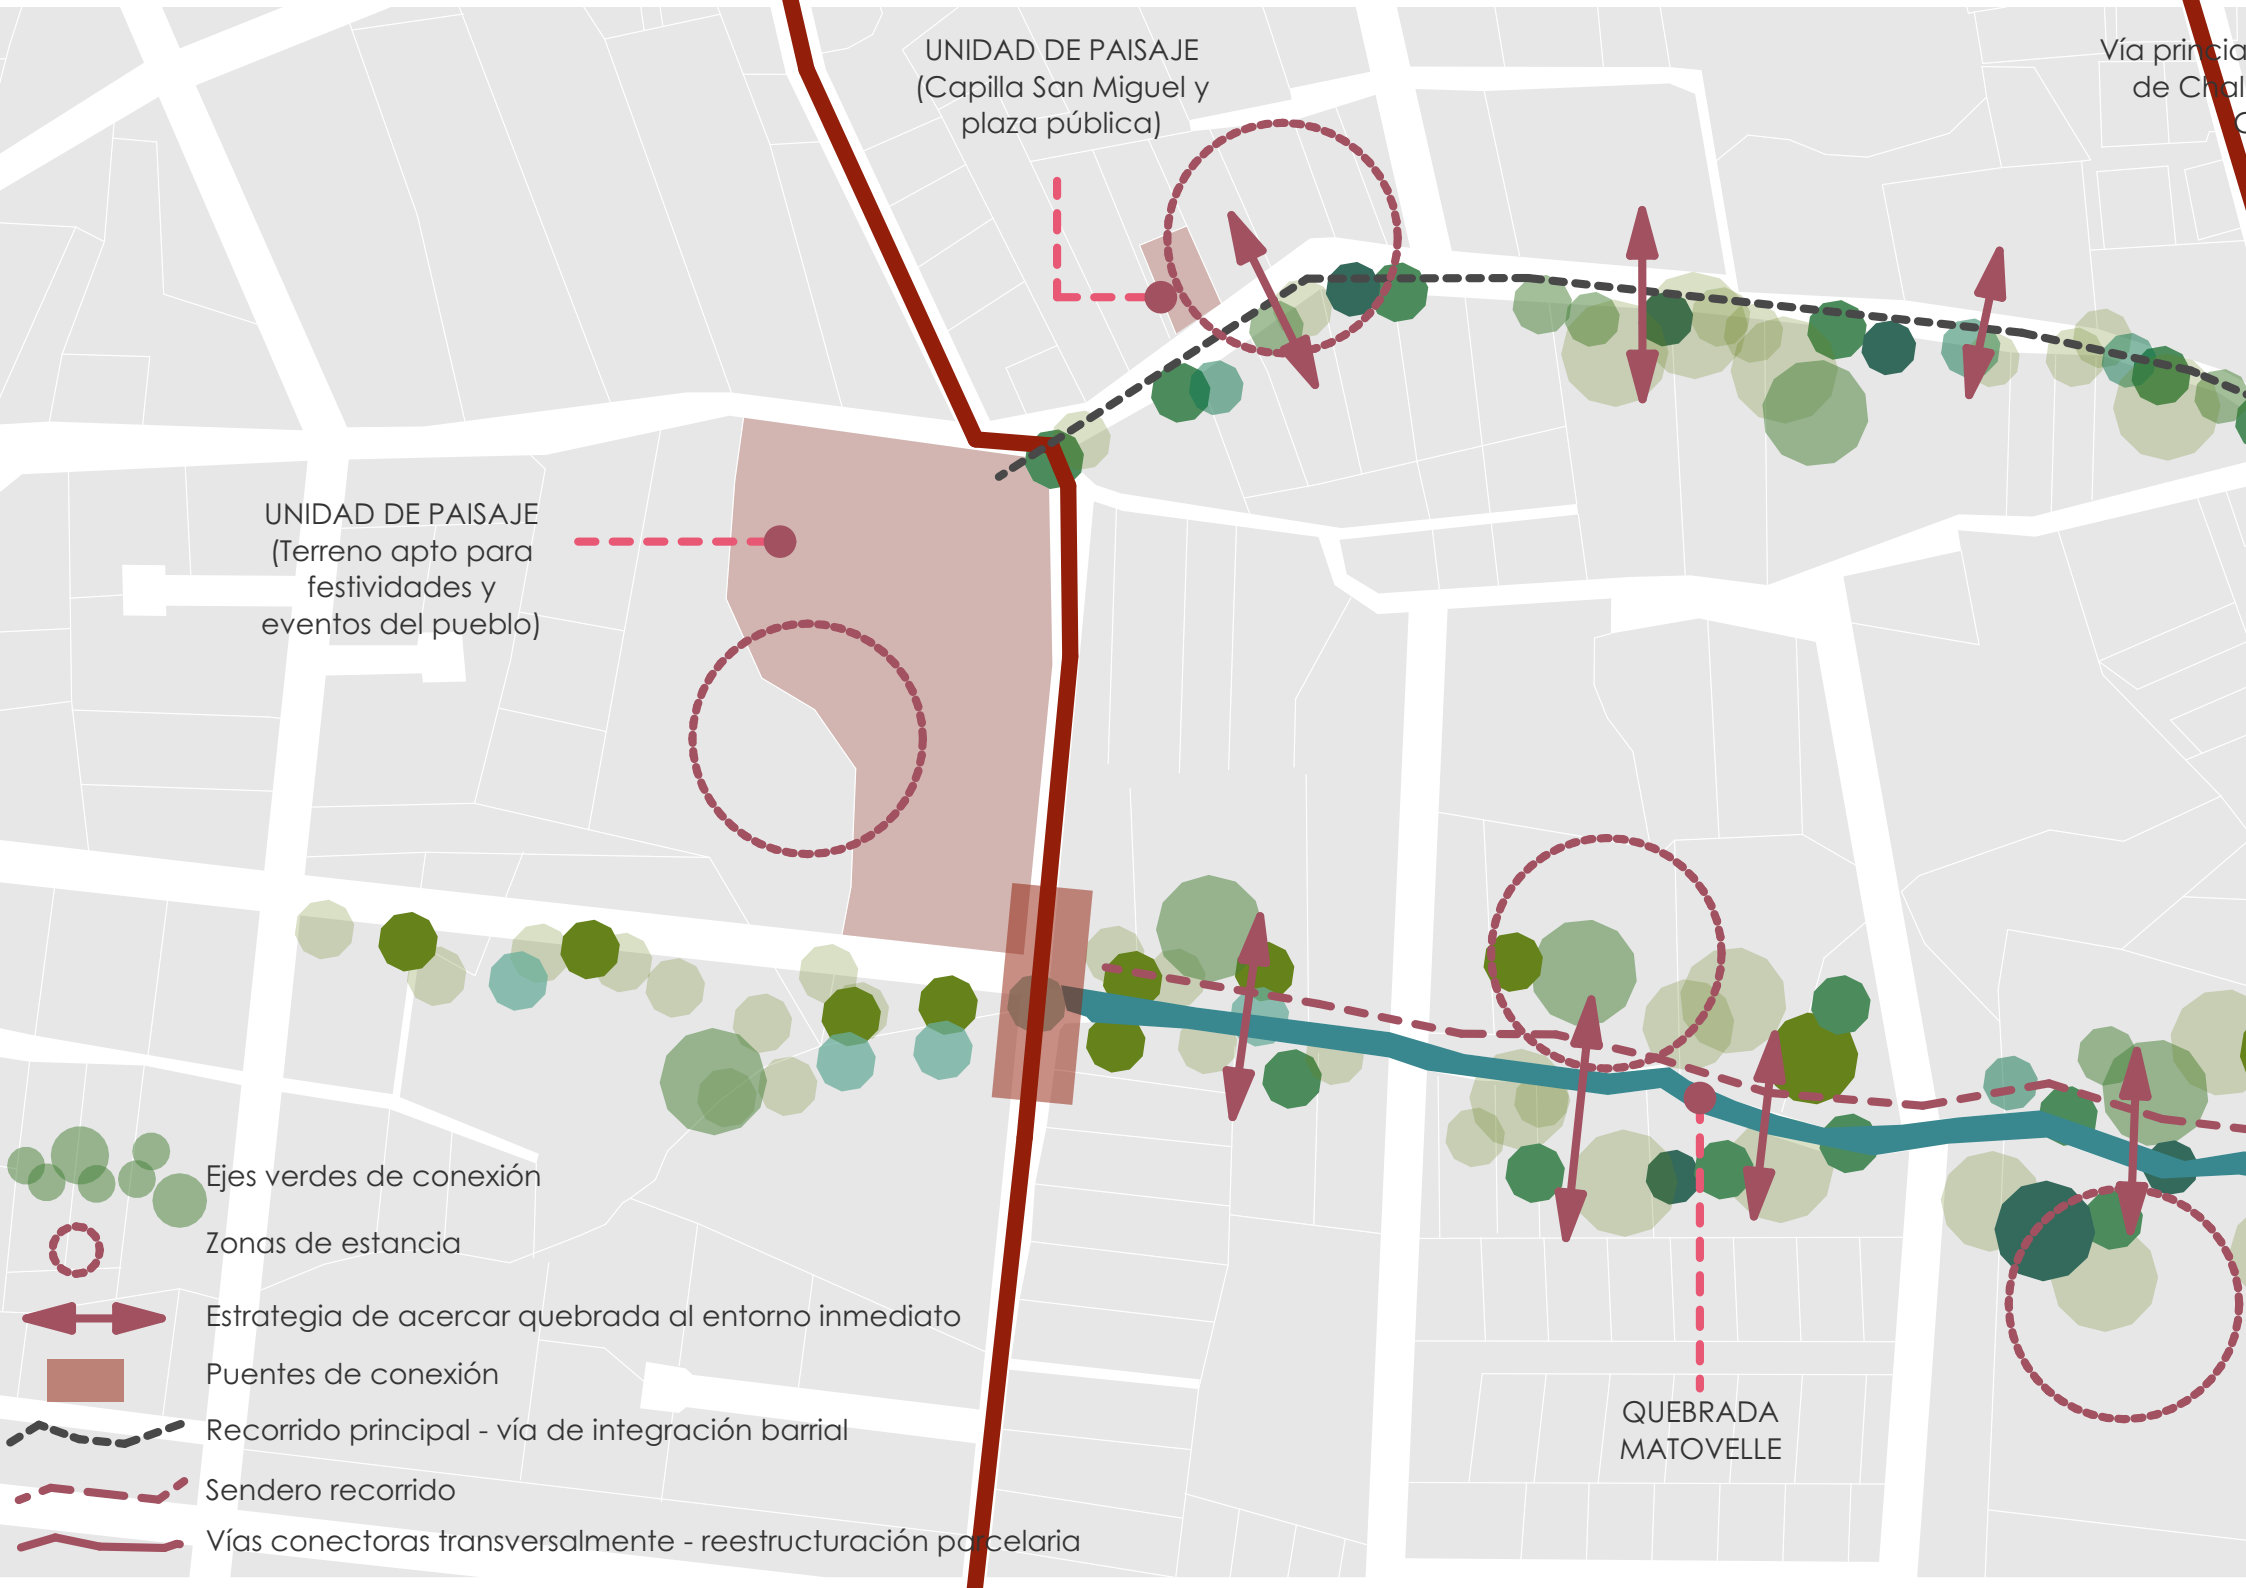 UNIDAD DE PAISAJE
(Capilla San Miguel y
plaza pública)
Vía
de
UNIDAD DE PAISAJE
(Terreno apto para
festividades y
eventos del pueblo)
Ejes verdes de conexión
Zonas de estancia
Estrategia de acercar quebrada al entorno inmediato
Puentes de conexión
Recorrido principal - vía de integración barrial
Sendero recorrido
Vías conectoras transversalmente - reestructuración parcelaria
QUEBRADA
MATOVELLE